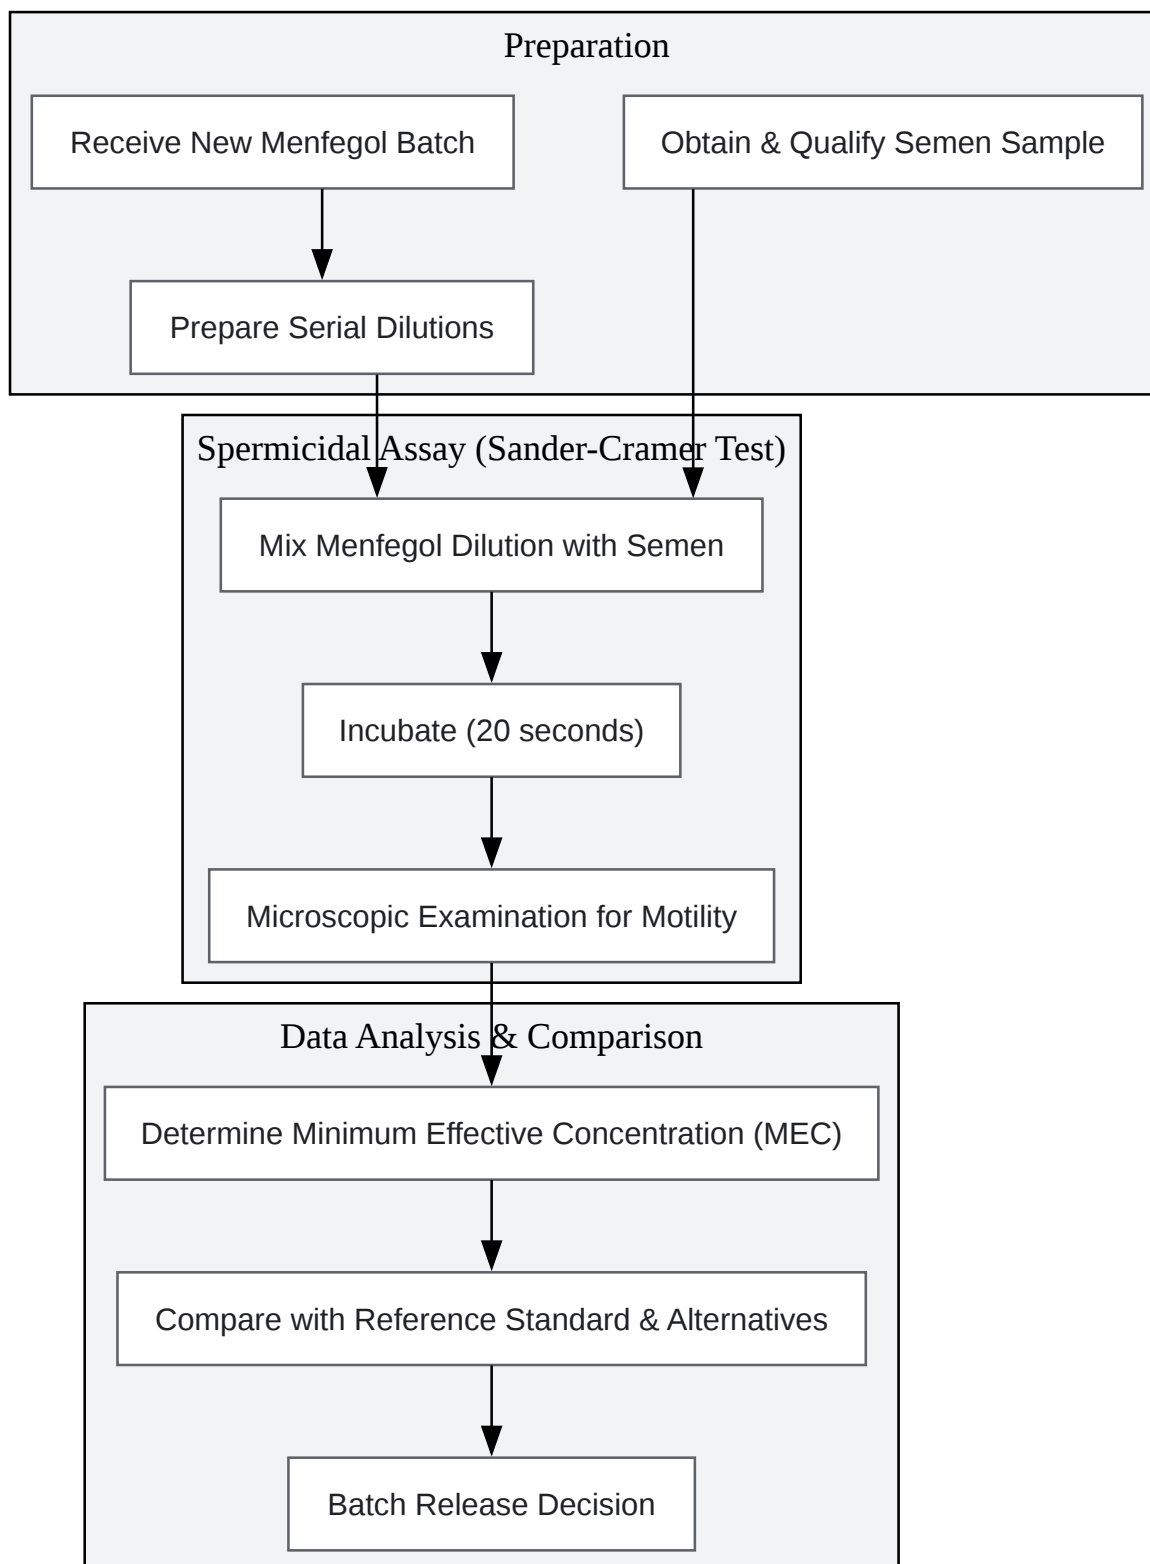 Preparation
Receive New Menfegol Batch
Obtain & Qualify Semen Sample
Prepare Serial Dilutions
Spermicidal Assay (Sander-Cramer Test)
Mix Menfegol Dilution with Semen
Incubate (20 seconds)
Microscopic Examination for Motility
Data Analysis & Comparison
Determine Minimum Effective Concentration (MEC)
Compare with Reference Standard & Alternatives
Batch Release Decision